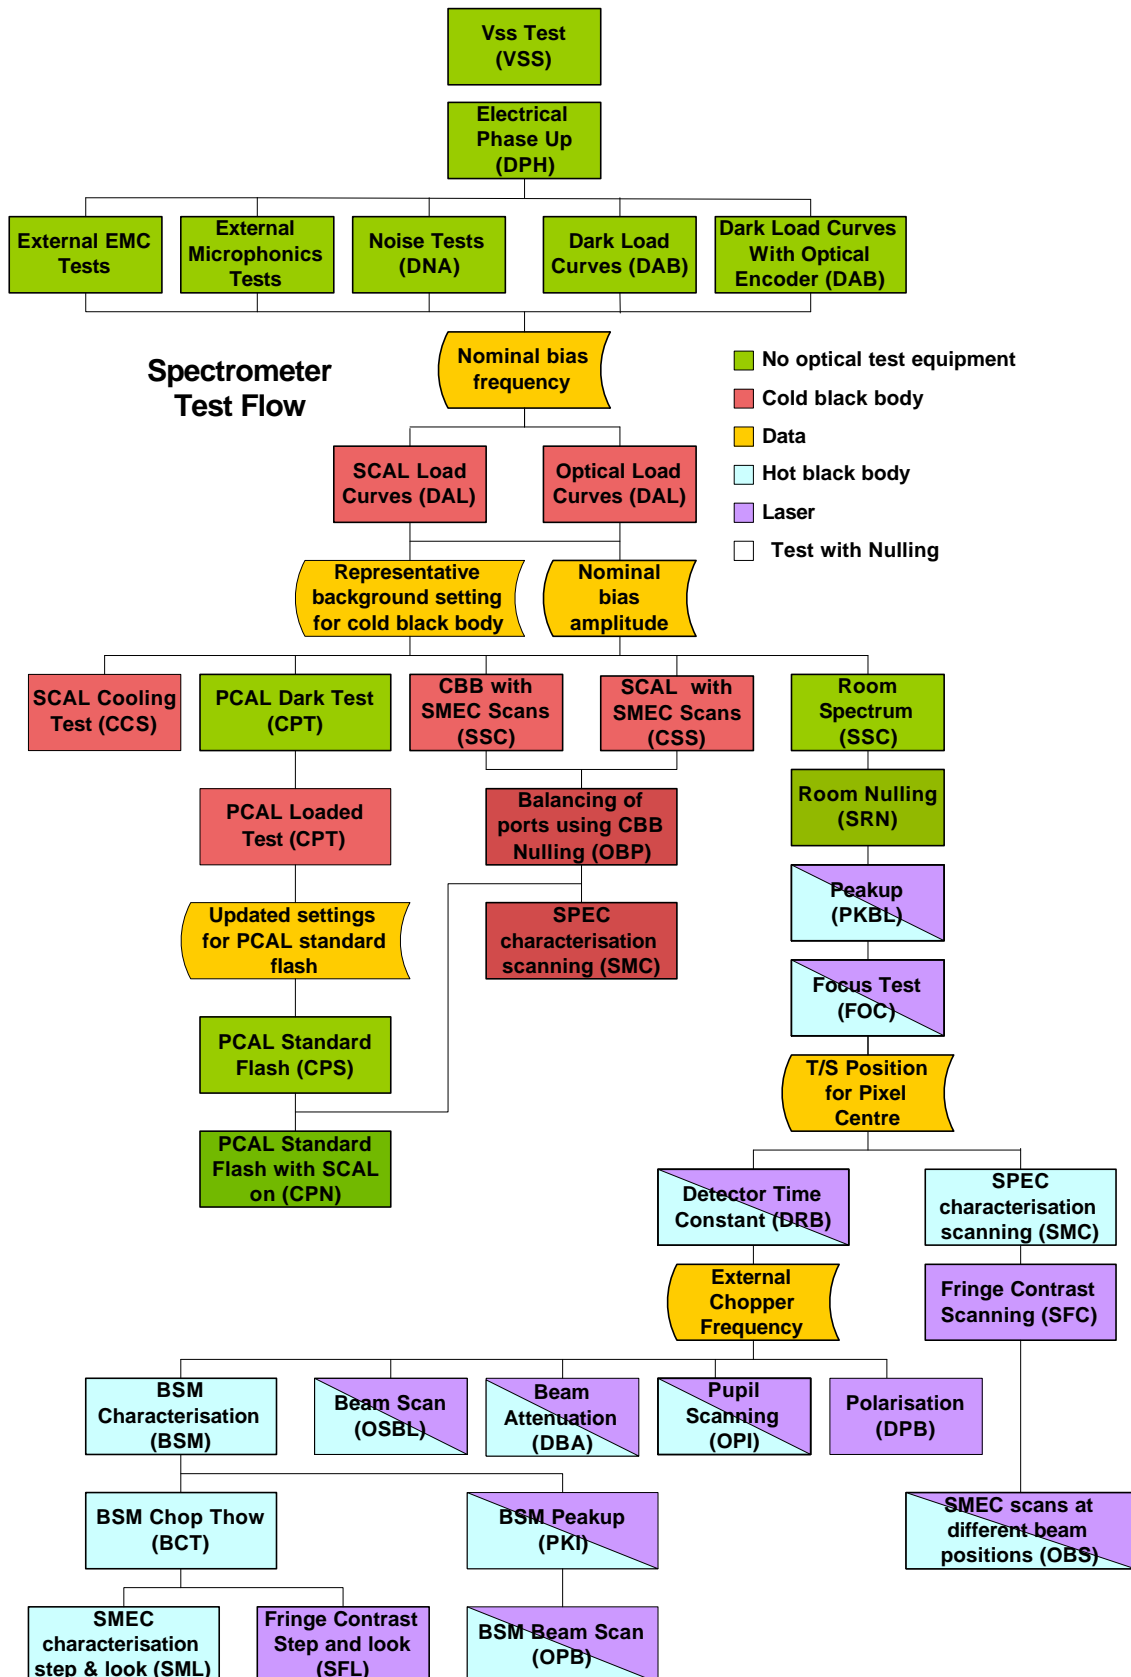 Vss Test
(VSS)
Electrical
Phase Up
(DPH)
External EMC
Tests
External
Microphonics
Tests
Noise Tests
(DNA)
Dark Load
Curves (DAB)
Dark Load Curves
With Optical
Encoder (DAB)
Spectrometer
Test Flow
Nominal bias
frequency
No optical test equipment
Cold black body
Data
Hot black body
Laser
Test with Nulling
SCAL Load
Curves (DAL)
Optical Load
Curves (DAL)
Representative
background setting
for cold black body
Nominal
bias
amplitude
SCAL Cooling
Test (CCS)
PCAL Dark Test
(CPT)
CBB with
SMEC Scans
(SSC)
SCAL with
SMEC Scans
(CSS)
Room
Spectrum
(SSC)
PCAL Loaded
Test (CPT)
Balancing of
ports using CBB
Nulling (OBP)
Room Nulling
(SRN)
Peakup
(PKBL)
Updated settings
for PCAL standard
flash
SPEC
characterisation
scanning (SMC)
Focus Test
(FOC)
PCAL Standard
Flash (CPS)
T/S Position
for Pixel
Centre
PCAL Standard
Flash with SCAL
on (CPN)
Detector Time
Constant (DRB)
SPEC
characterisation
scanning (SMC)
External
Chopper
Frequency
Fringe Contrast
Scanning (SFC)
BSM
Characterisation
(BSM)
Beam Scan
(OSBL)
Beam
Attenuation
(DBA)
Pupil
Scanning
(OPI)
Polarisation
(DPB)
BSM Chop Thow
(BCT)
BSM Peakup
(PKI)
SMEC scans at
different beam
positions (OBS)
SMEC
characterisation
step & look (SML)
Fringe Contrast
Step and look
(SFL)
BSM Beam Scan
(OPB)